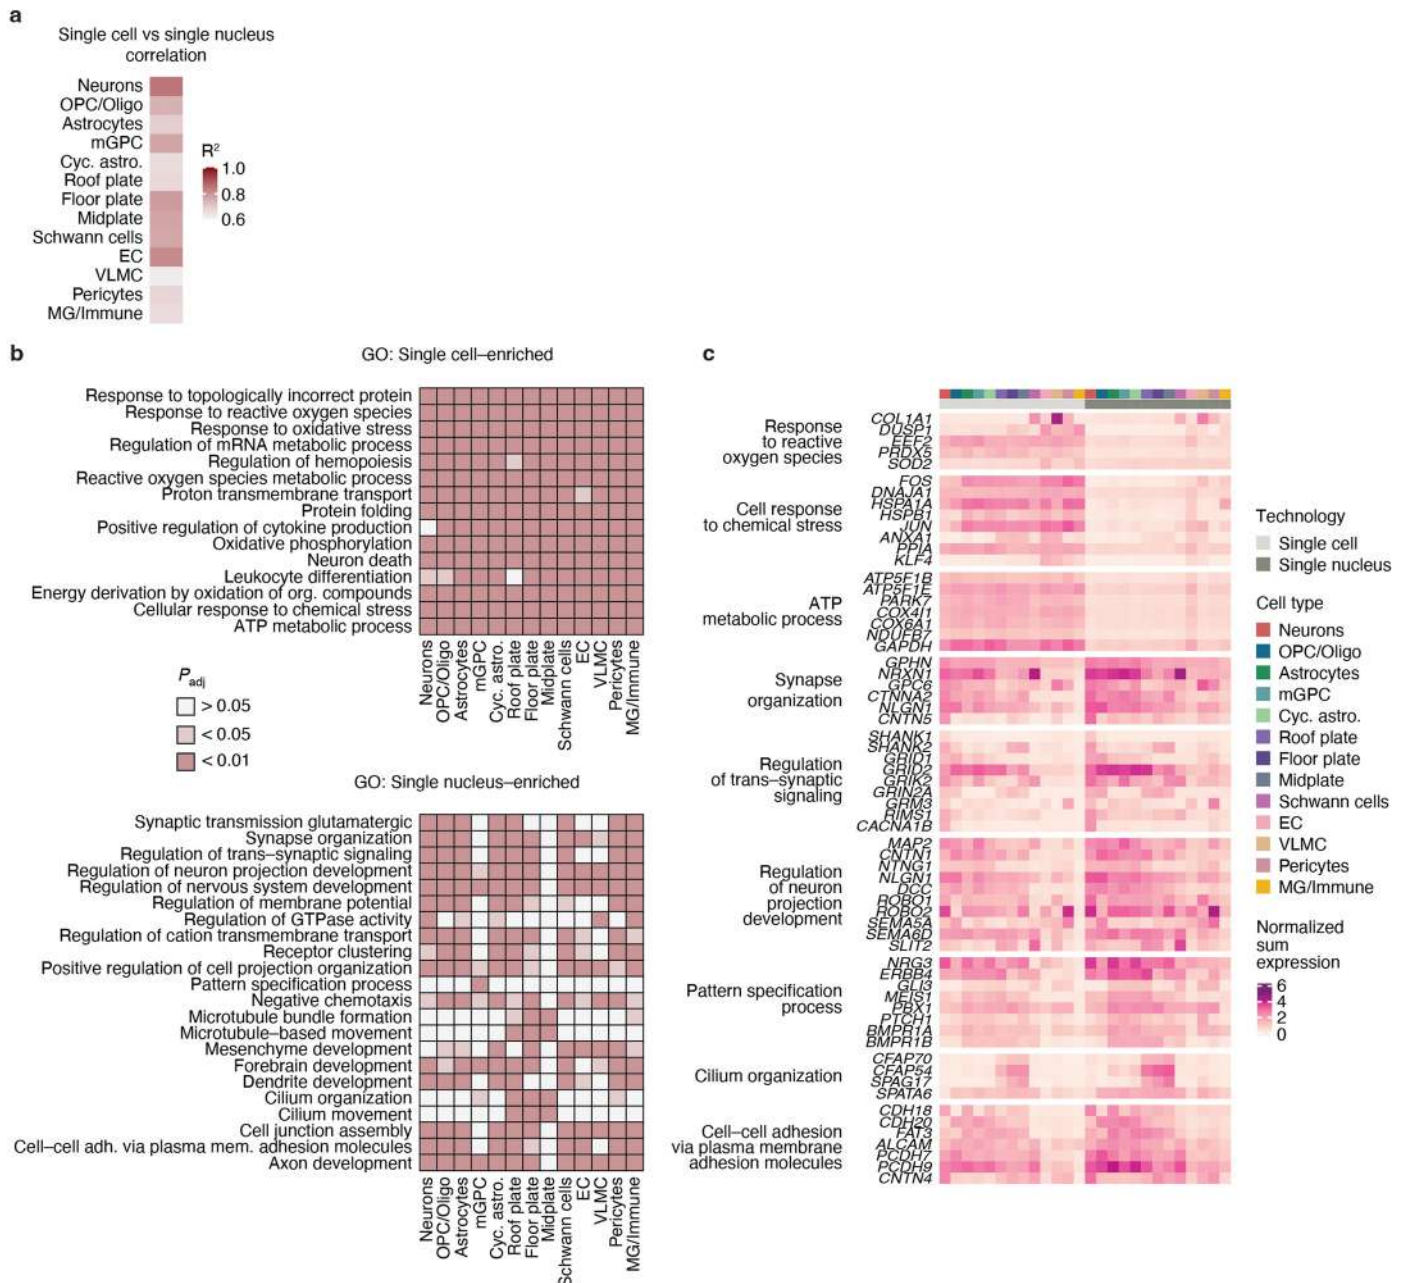 a
Single cell vs single nucleus
correlation
Neurons
OPC/Oligo
Astrocytes
mGPC
Cyc. astro.
Roof plate
Floor plate
Midplate
Schwann cells
EC
VLMC
Pericytes
MG/Immune
R²
1.0
0.8
0.6
b
GO: Single cell–enriched
Response to topologically incorrect protein
Response to reactive oxygen species
Response to oxidative stress
Regulation of mRNA metabolic process
Regulation of hemopoiesis
Reactive oxygen species metabolic process
Proton transmembrane transport
Protein folding
Positive regulation of cytokine production
Oxidative phosphorylation
Neuron death
Leukocyte differentiation
Energy derivation by oxidation of org. compounds
Cellular response to chemical stress
ATP metabolic process
Neurons
OPC/Oligo
Astrocytes
mGPC
Cyc. astro.
Roof plate
Floor plate
Midplate
Schwann cells
EC
VLMC
Pericytes
MG/Immune
Padj
> 0.05
< 0.05
< 0.01
GO: Single nucleus–enriched
Synaptic transmission glutamatergic
Synapse organization
Regulation of trans–synaptic signaling
Regulation of neuron projection development
Regulation of nervous system development
Regulation of membrane potential
Regulation of GTPase activity
Regulation of cation transmembrane transport
Receptor clustering
Positive regulation of cell projection organization
Pattern specification process
Negative chemotaxis
Microtubule bundle formation
Microtubule–based movement
Mesenchyme development
Forebrain development
Dendrite development
Cilium organization
Cilium movement
Cell junction assembly
Cell–cell adh. via plasma mem. adhesion molecules
Axon development
Neurons
OPC/Oligo
Astrocytes
mGPC
Cyc. astro.
Roof plate
Floor plate
Midplate
Schwann cells
EC
VLMC
Pericytes
MG/Immune
c
Response
to reactive
oxygen species
COL1A1
DUSP1
EEF2
PRDX5
SOD2
Cell response
to chemical stress
FOS
DNAJA1
HSPA1A
HSPB1
JUN
ANXA1
PPIA
KLF4
ATP
metabolic process
ATP5F1B
ATP5F1E
PARK7
COX4I1
COX6A1
NDUFB7
GAPDH
Synapse
organization
GPHN
NRXN1
GPC6
CTNNA2
NLGN1
CNTN5
Regulation
of trans–synaptic
signaling
SHANK1
SHANK2
GRID1
GRID2
GRIK2
GRIN2A
GRM3
RIMS1
CACNA1B
Regulation
of neuron
projection
development
MAP2
CNTN1
NTNG1
NLGN1
DCC
ROBO1
ROBO2
SEMA5A
SEMA6D
SLIT2
Pattern specification
process
NRG3
ERBB4
GLI3
MEIS1
PBX1
PTCH1
BMPR1A
BMPR1B
Cilium organization
CFAP70
CFAP54
SPAG17
SPATA6
Cell–cell adhesion
via plasma membrane
adhesion molecules
CDH18
CDH20
FAT3
ALCAM
PCDH7
PCDH9
CNTN4
Technology
Single cell
Single nucleus
Cell type
Neurons
OPC/Oligo
Astrocytes
mGPC
Cyc. astro.
Roof plate
Floor plate
Midplate
Schwann cells
EC
VLMC
Pericytes
MG/Immune
Normalized
sum
expression
6
4
2
0